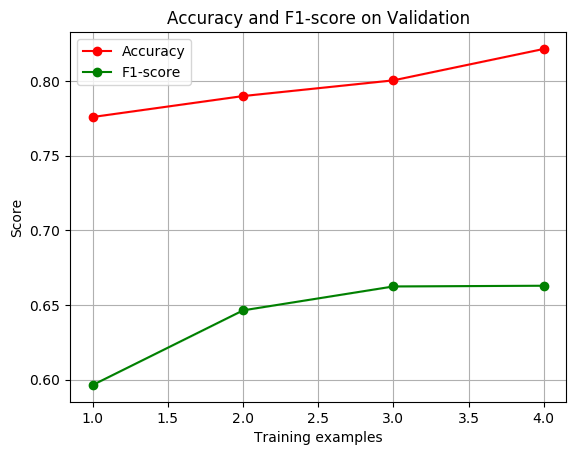 Accuracy and F1-score on Validation
Accuracy
F1-score
Score
0.80
0.75
0.70
0.65
0.60
1.0 1.5 2.0 2.5 3.0 3.5 4.0
Training examples